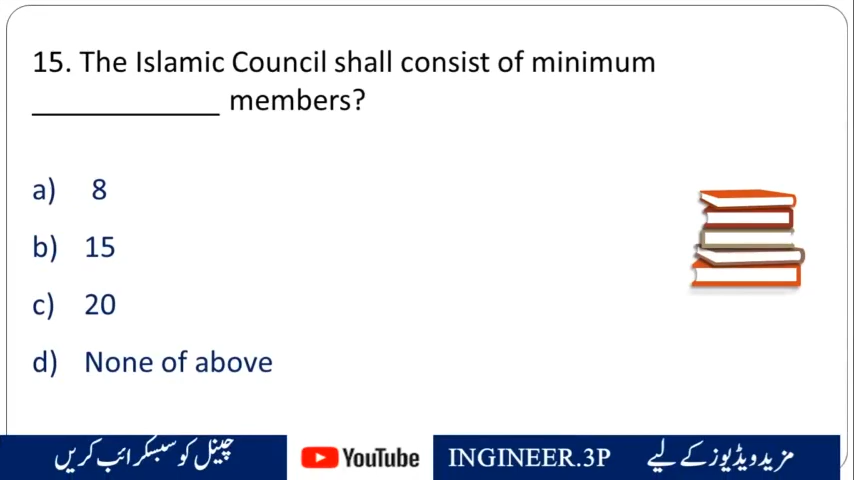 15. The Islamic Council shall consist of minimum
____________ members?
a) 8
b) 15
c) 20
d) None of above
چینل کو سبسکرائب کریں
YouTube
INGINEER.3P
مزید ویڈیوز کے لیے